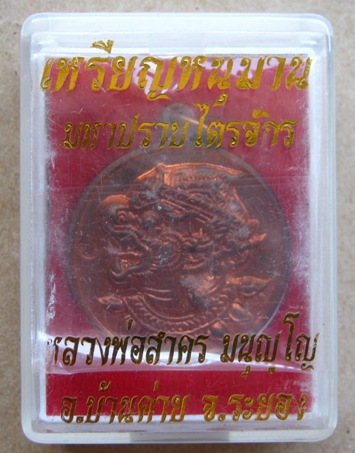 เหรียญหนุมาน
มหาปราบไตรจักร
หลวงพ่อสาคร มนุญฺโญ
อ.บ้านค่าย จ.ระยอง